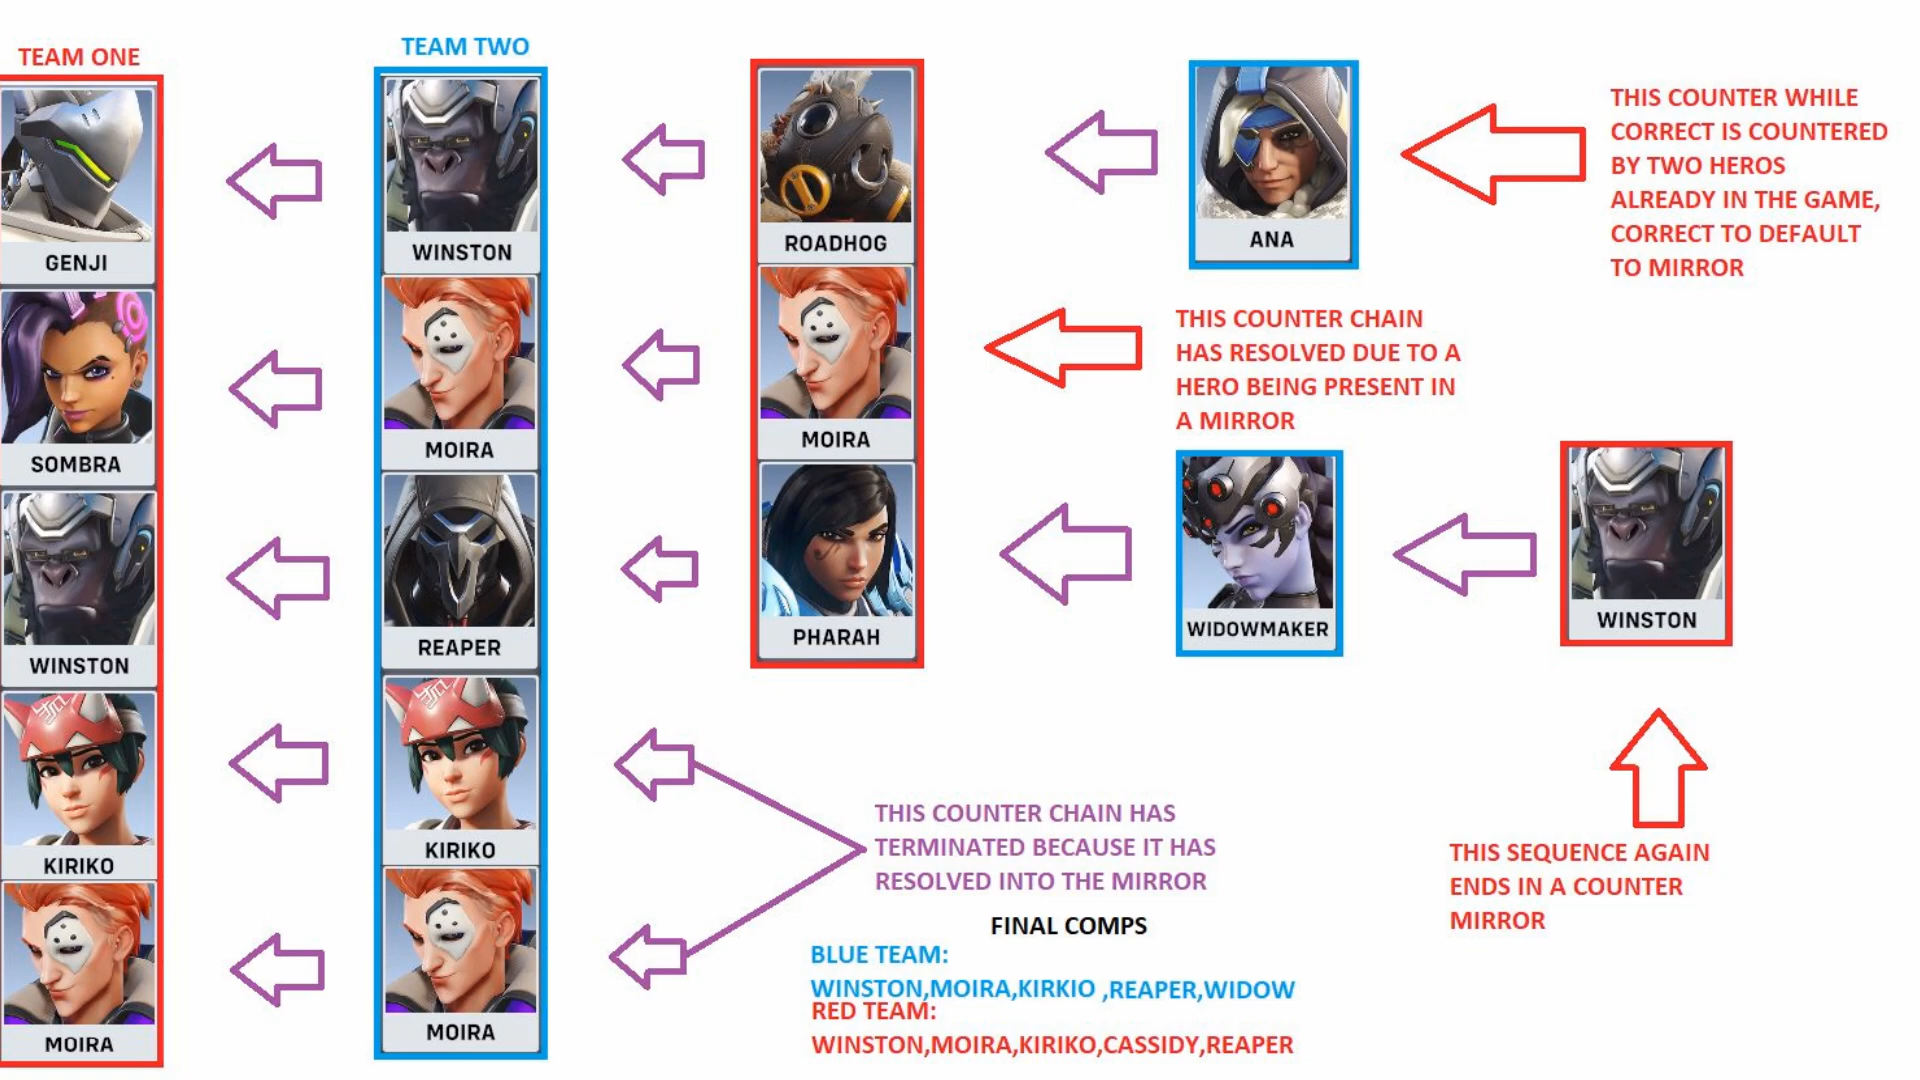 TEAM ONE
GENJI
SOMBRA
WINSTON
KIRIKO
MOIRA
TEAM TWO
WINSTON
MOIRA
REAPER
KIRIKO
MOIRA
ROADHOG
MOIRA
PHARAH
ANA
THIS COUNTER WHILE
CORRECT IS COUNTERED
BY TWO HEROS
ALREADY IN THE GAME,
CORRECT TO DEFAULT
TO MIRROR
THIS COUNTER CHAIN
HAS RESOLVED DUE TO A
HERO BEING PRESENT IN
A MIRROR
WIDOWMAKER
WINSTON
THIS SEQUENCE AGAIN
ENDS IN A COUNTER
MIRROR
THIS COUNTER CHAIN HAS
TERMINATED BECAUSE IT HAS
RESOLVED INTO THE MIRROR
FINAL COMPS
BLUE TEAM:
WINSTON,MOIRA,KIRKIO ,REAPER,WIDOW
RED TEAM:
WINSTON,MOIRA,KIRIKO,CASSIDY,REAPER